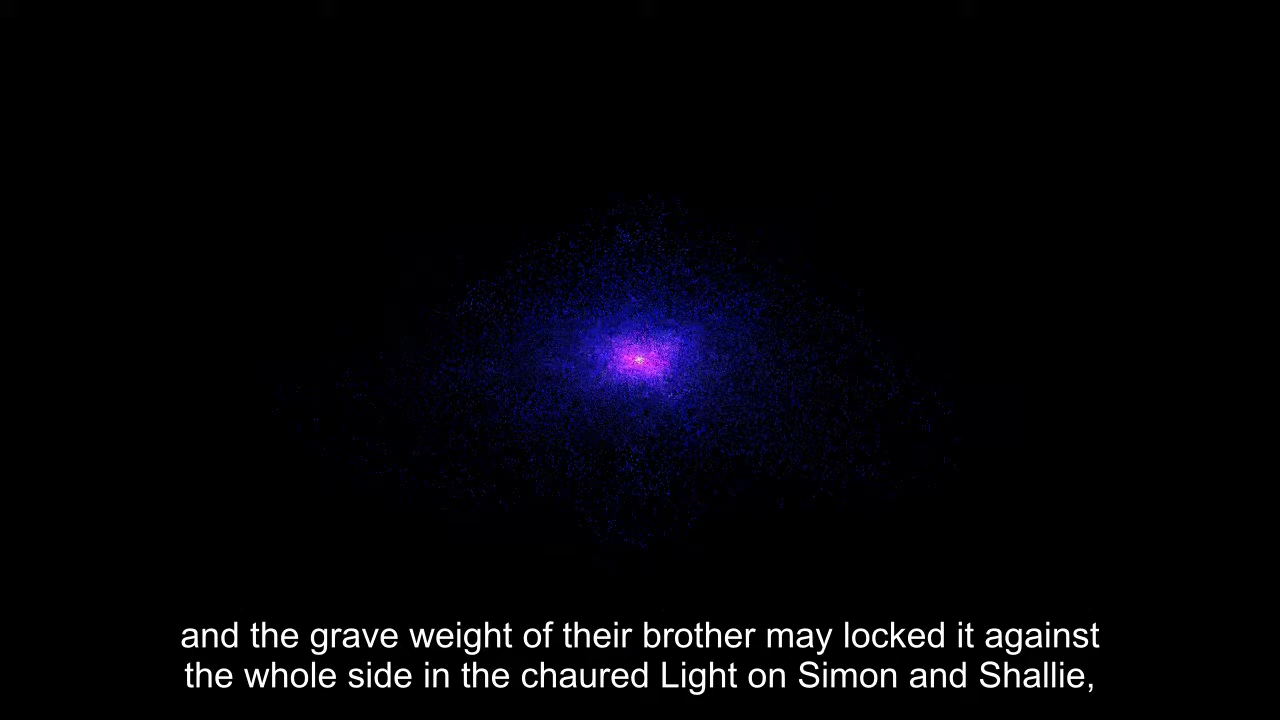 and the grave weight of their brother may locked it against
the whole side in the chaured Light on Simon and Shallie,